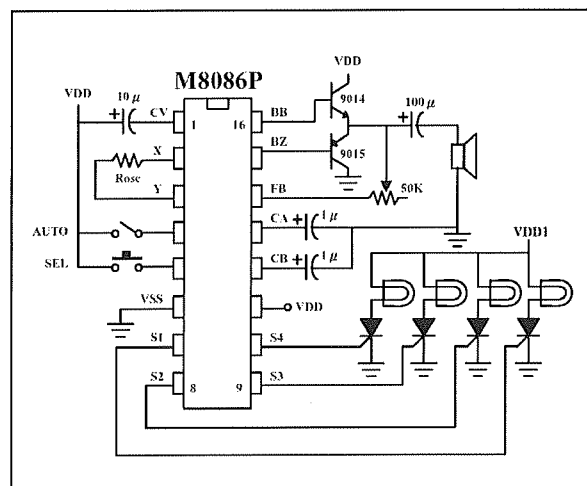 M8086P
VDD
VDD
10 μ
CV
BB
9014
100 μ
1
16
X
BZ
9015
Rosc
Y
FB
50K
AUTO
CA
1 μ
SEL
CB
1 μ
VDD1
VSS
VDD
S1
S4
S2
8
9
S3